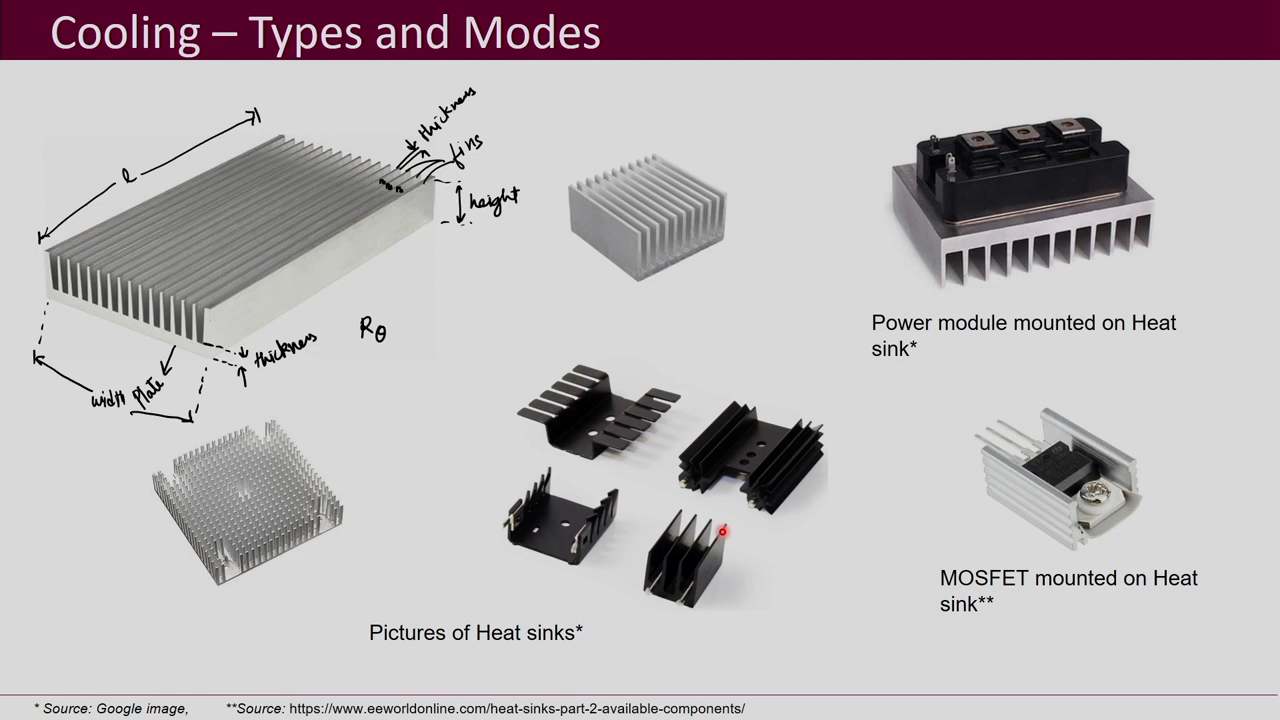 Cooling – Types and Modes
thickness
fins
l
height
thickness
Rθ
width
Plate
Power module mounted on Heat
sink*
MOSFET mounted on Heat
sink**
Pictures of Heat sinks*
* Source: Google image, **Source: https://www.eeworldonline.com/heat-sinks-part-2-available-components/